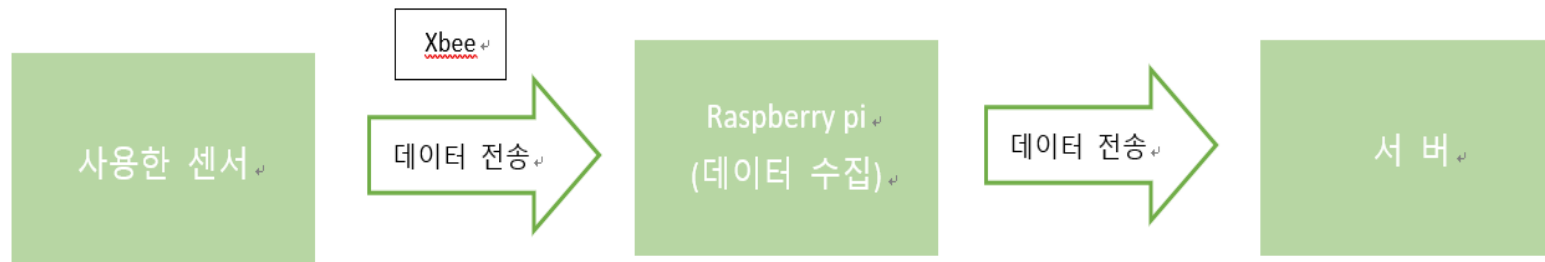 사용한 센서
Xbee
데이터 전송
Raspberry pi
(데이터 수집)
데이터 전송
서 버